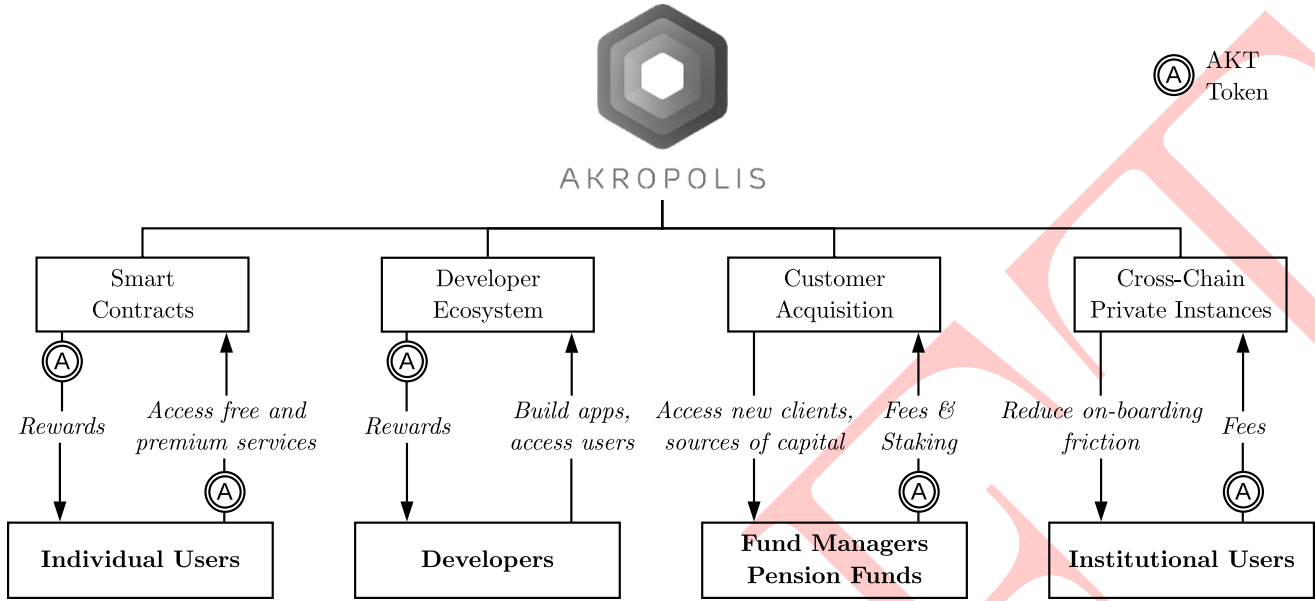 AKROPOLIS
A AKT
Token
Smart
Contracts
Developer
Ecosystem
Customer
Acquisition
Cross-Chain
Private Instances
A
Rewards
Access free and
premium services
A
A
Rewards
Build apps,
access users
Access new clients,
sources of capital
Fees &
Staking
A
Reduce on-boarding
friction
Fees
A
Individual Users
Developers
Fund Managers
Pension Funds
Institutional Users